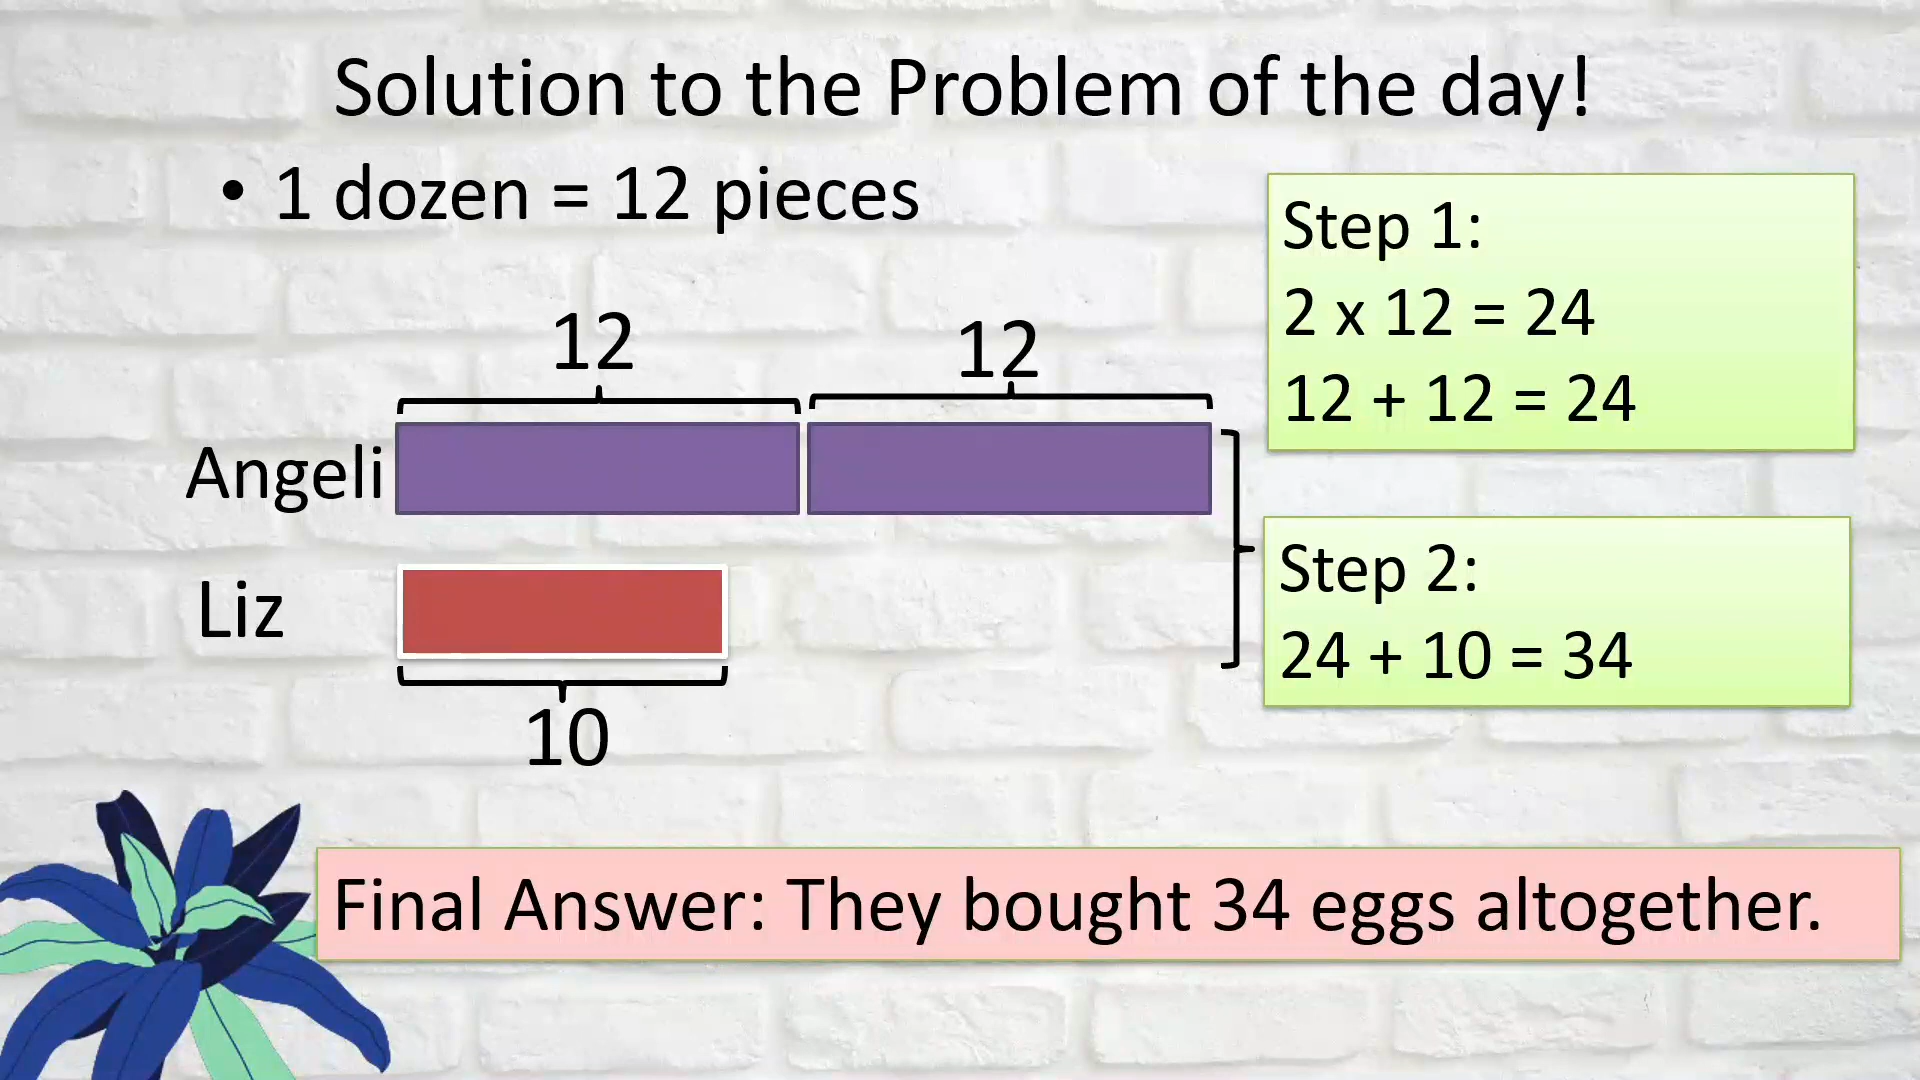 Solution to the Problem of the day!
• 1 dozen = 12 pieces
12
12
Angeli
Liz
10
Step 1:
2 x 12 = 24
12 + 12 = 24
Step 2:
24 + 10 = 34
Final Answer: They bought 34 eggs altogether.